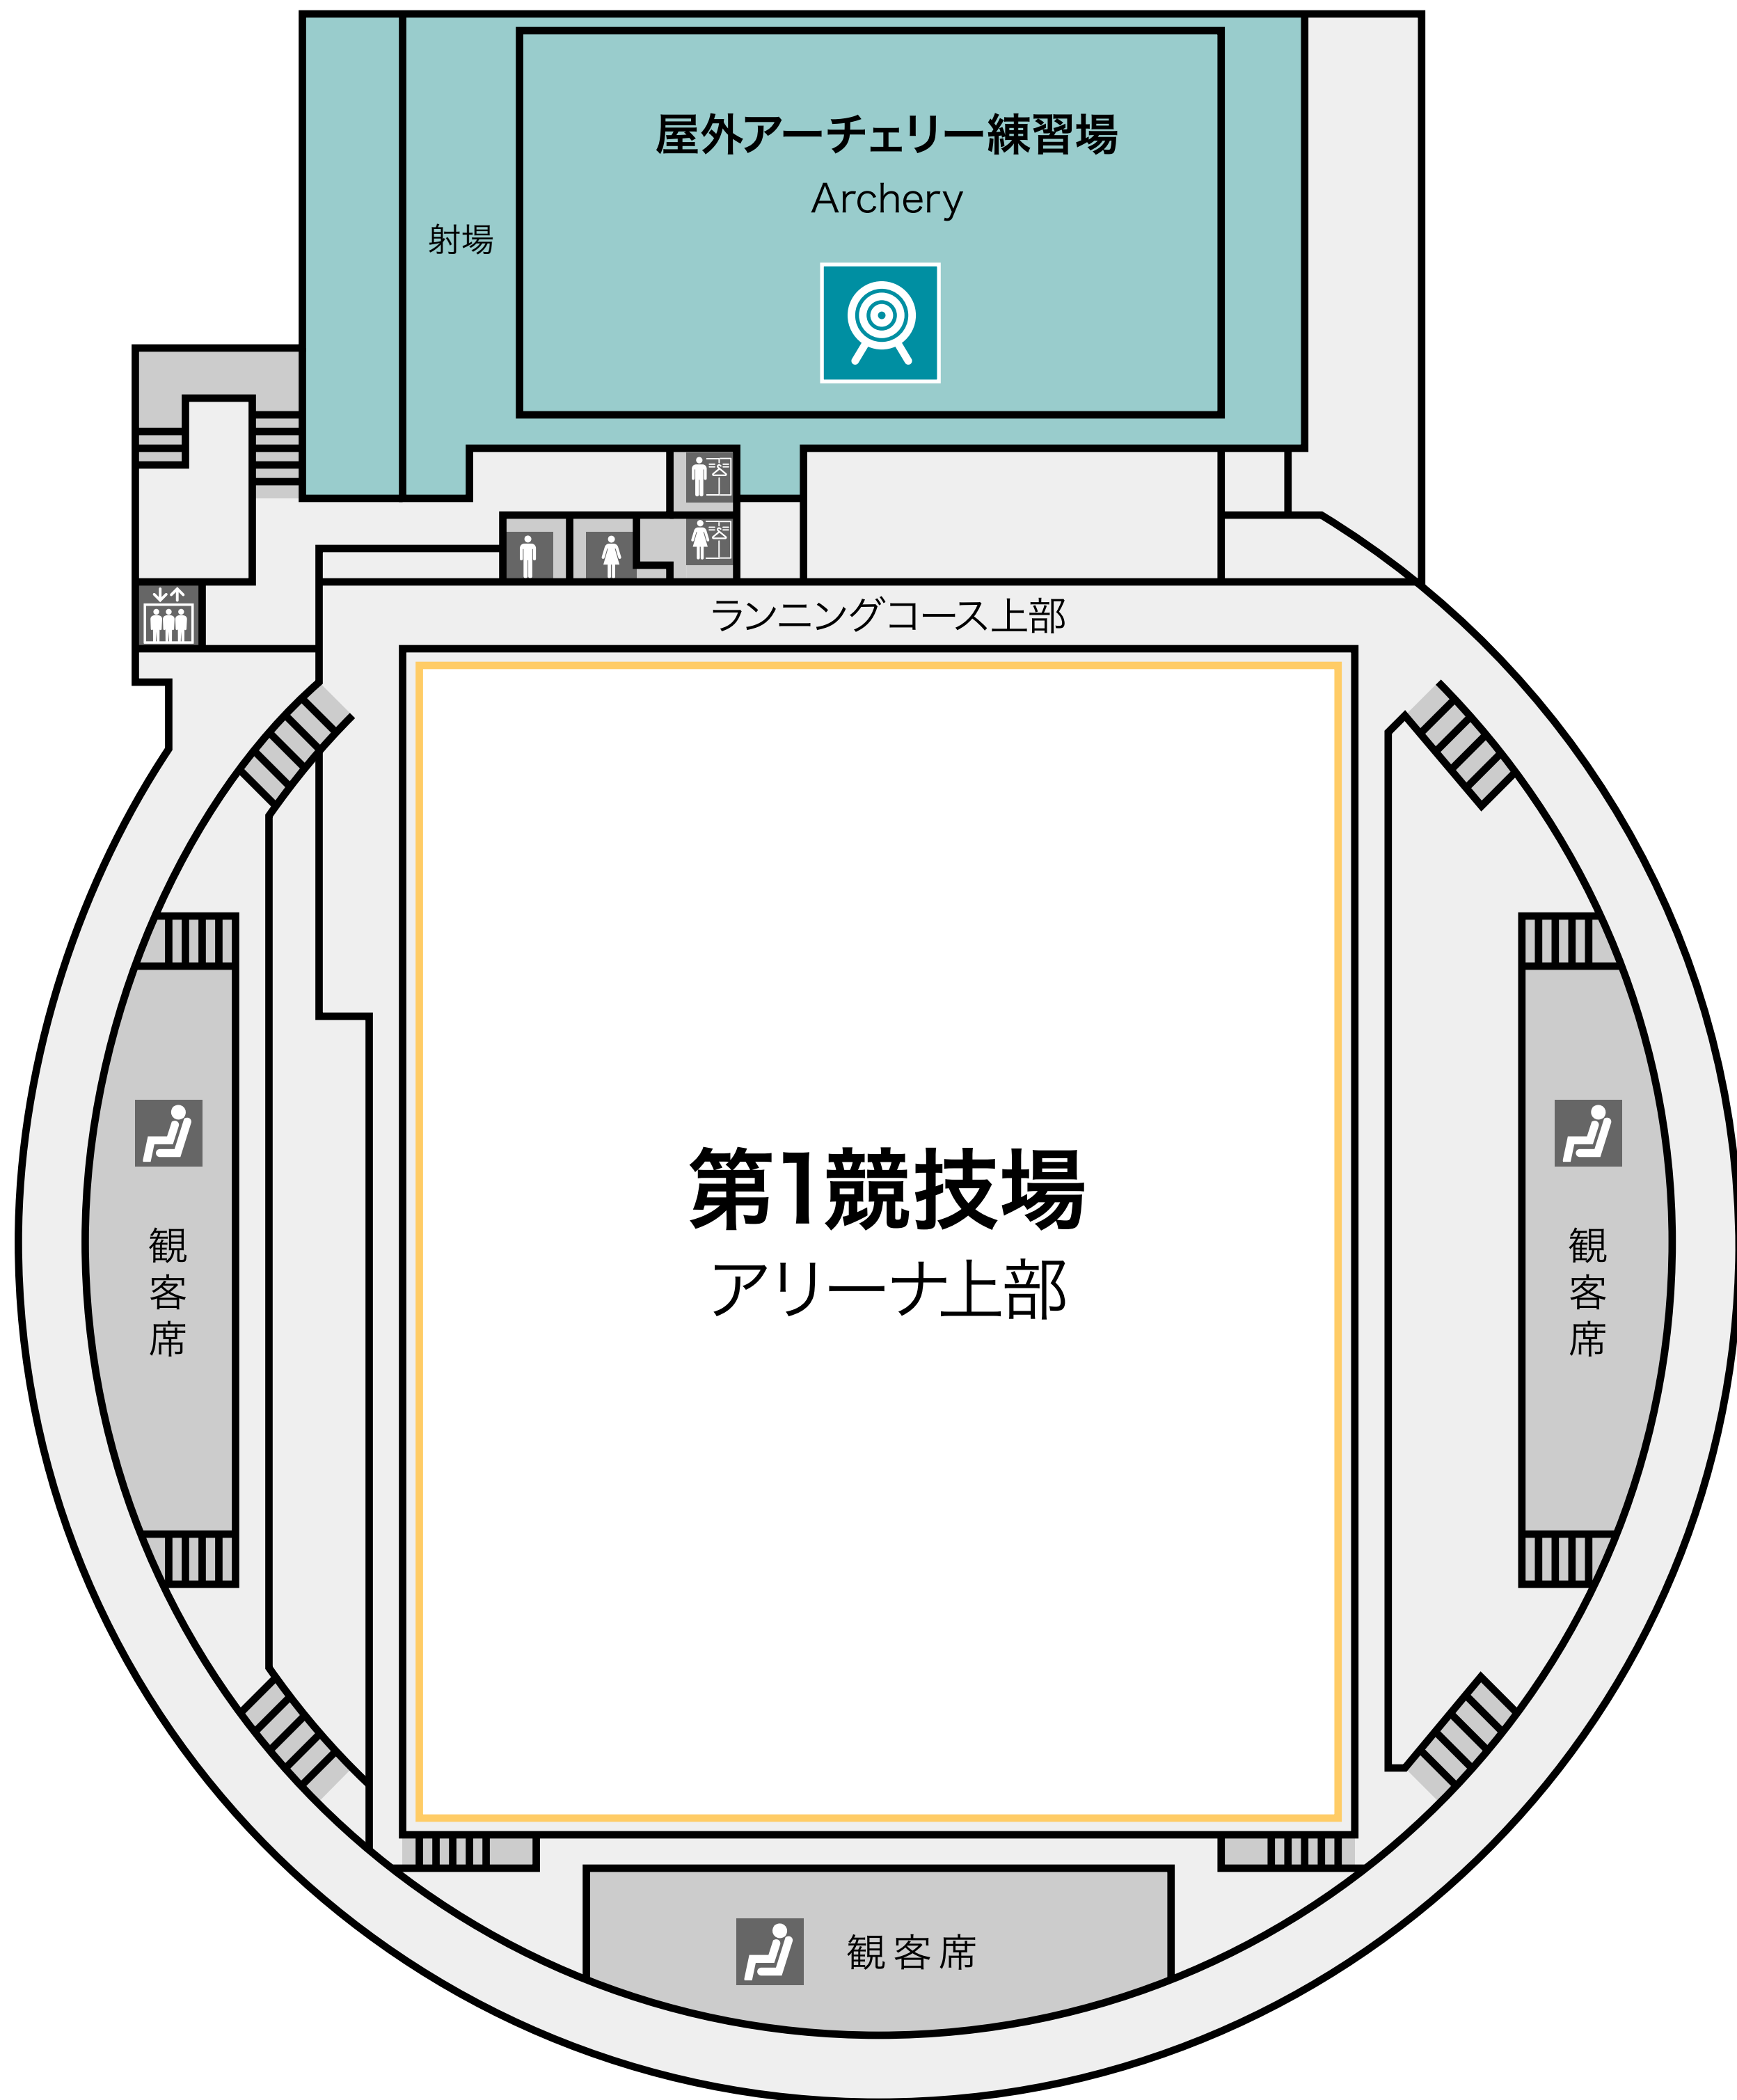 屋外アーチェリー練習場
Archery
射場
ランニングコース上部
第1競技場
アリーナ上部
観客席
観客席
観客席